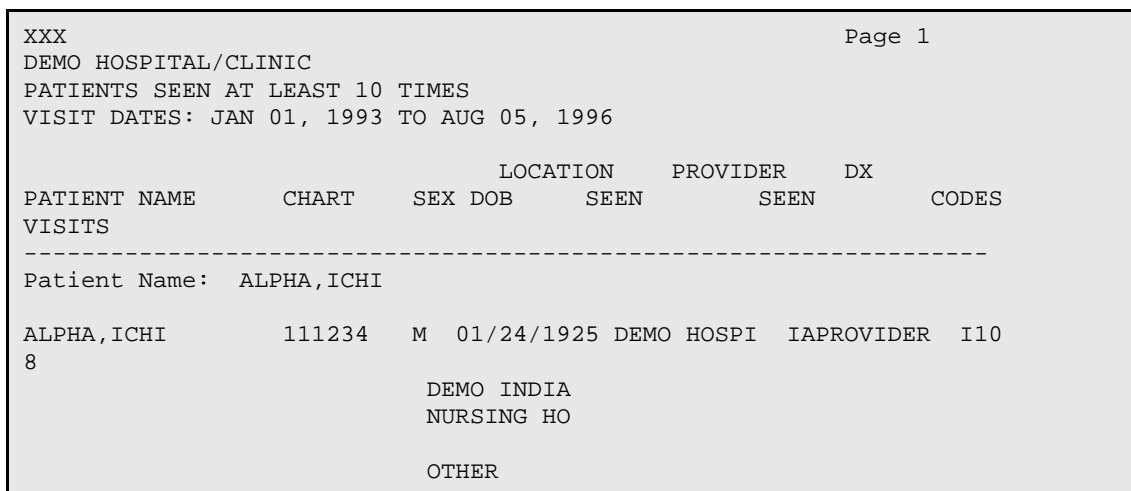 XXX Page 1
DEMO HOSPITAL/CLINIC
PATIENTS SEEN AT LEAST 10 TIMES
VISIT DATES: JAN 01, 1993 TO AUG 05, 1996
LOCATION PROVIDER DX
PATIENT NAME CHART SEX DOB SEEN SEEN CODES
VISITS
-------------------------------------------------------------------
Patient Name: ALPHA,ICHI
ALPHA,ICHI 111234 M 01/24/1925 DEMO HOSPI IAPROVIDER I10
8
DEMO INDIA
NURSING HO
OTHER